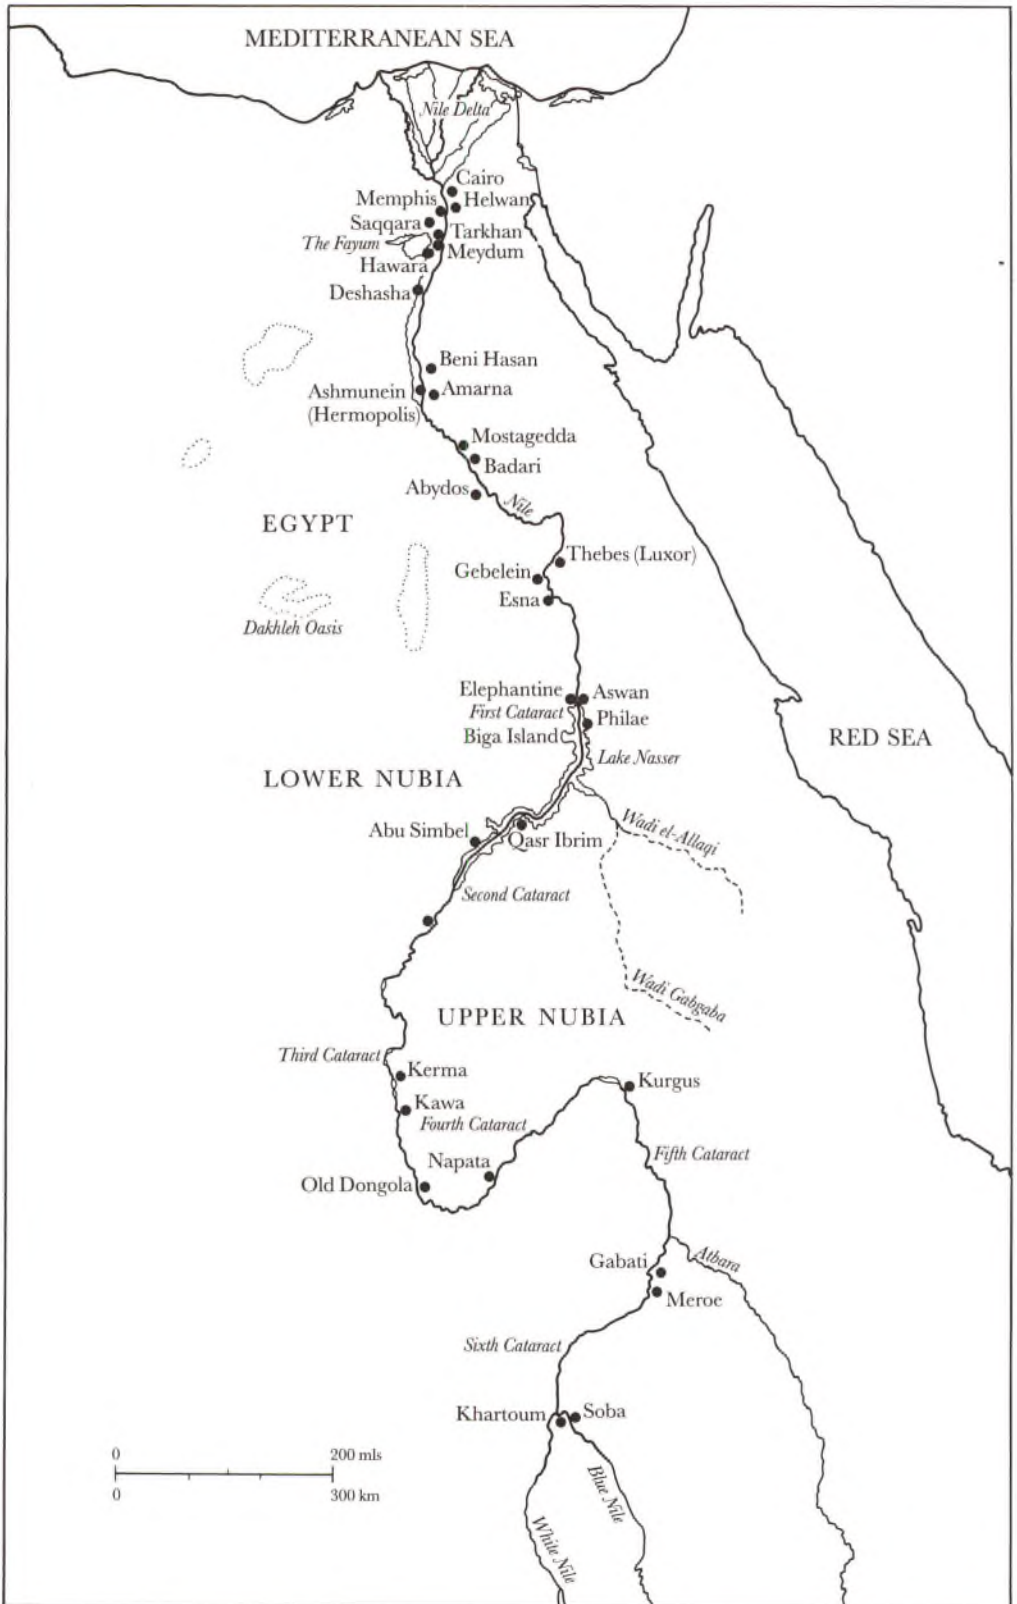 MEDITERRANEAN SEA
Nile Delta
Cairo
Memphis
Helwan
Saqqara
Tarkhan
The Fayum
Meydum
Hawara
Deshasha
Beni Hasan
Ashmunein
(Hermopolis)
Amarna
Mostagedda
Badari
Abydos
Nile
EGYPT
Thebes (Luxor)
Gebelein
Esna
Dakhleh Oasis
Elephantine
Aswan
First Cataract
Philae
Biga Island
RED SEA
Lake Nasser
LOWER NUBIA
Wadi el-Allaqi
Abu Simbel
Qasr Ibrim
Second Cataract
Wadi Gabgaba
UPPER NUBIA
Third Cataract
Kerma
Kurgus
Kawa
Fourth Cataract
Fifth Cataract
Napata
Old Dongola
Gabati
Atbara
Meroe
Sixth Cataract
Khartoum
Soba
0 200 mls
0 300 km
Blue Nile
White Nile